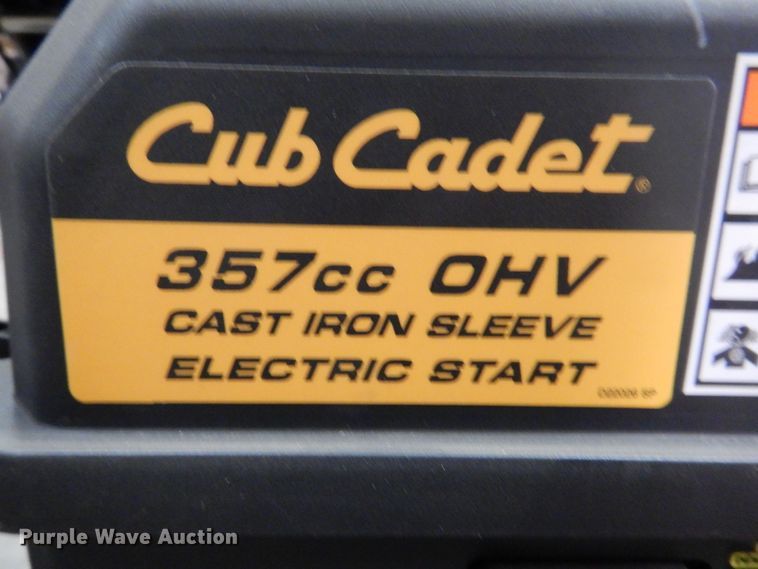 Cub Cadet®
357cc OHV
CAST IRON SLEEVE
ELECTRIC START
Purple Wave Auction